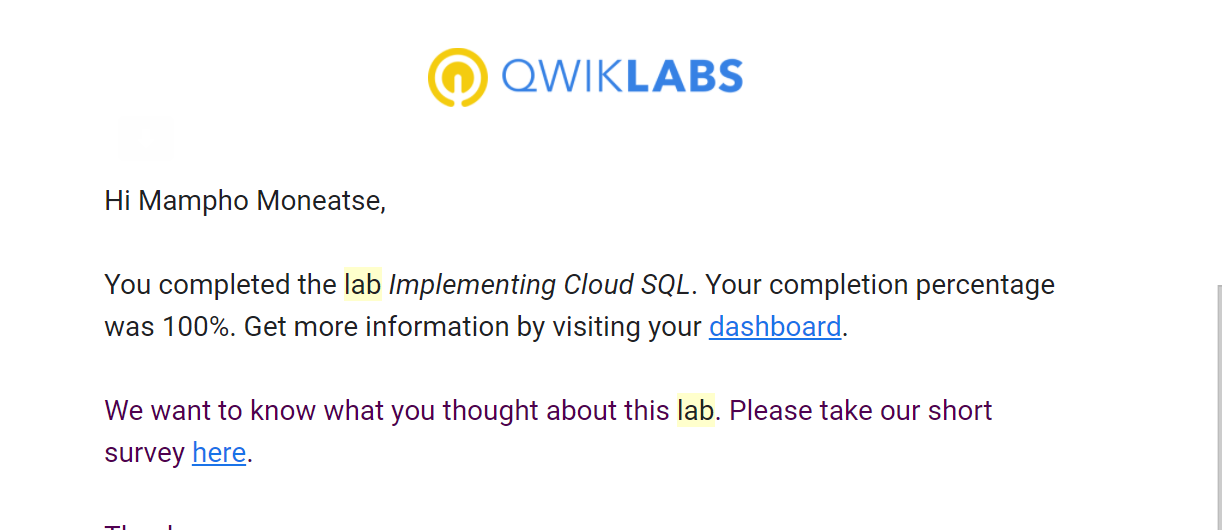 QWIKLABS
Hi Mampho Moneatse,
You completed the lab Implementing Cloud SQL. Your completion percentage
was 100%. Get more information by visiting your dashboard.
We want to know what you thought about this lab. Please take our short
survey here.